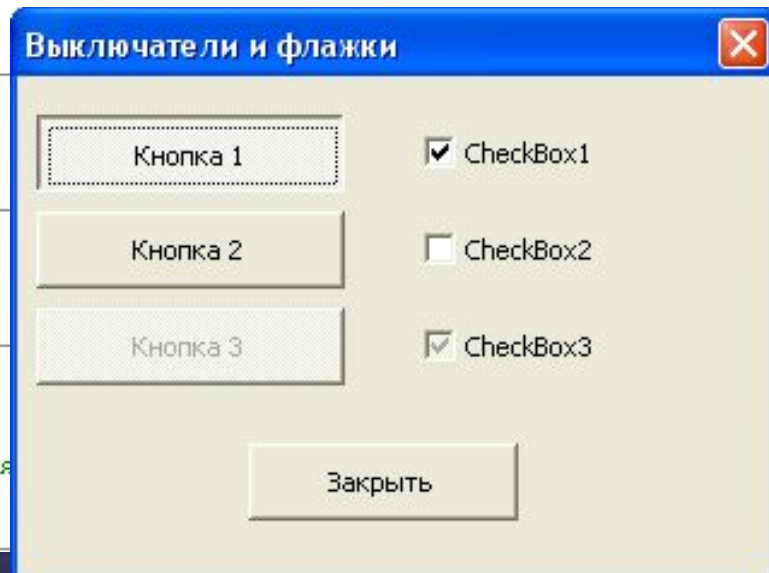 Выключатели и флажки
Кнопка 1
CheckBox1
Кнопка 2
CheckBox2
Кнопка 3
CheckBox3
я
Закрыть